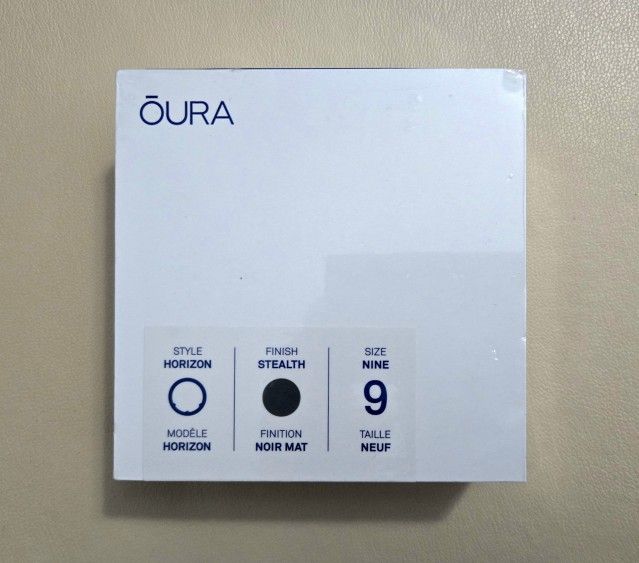 ŌURA
STYLE
HORIZON
MODÈLE
HORIZON
FINISH
STEALTH
FINITION
NOIR MAT
SIZE
NINE
9
TAILLE
NEUF